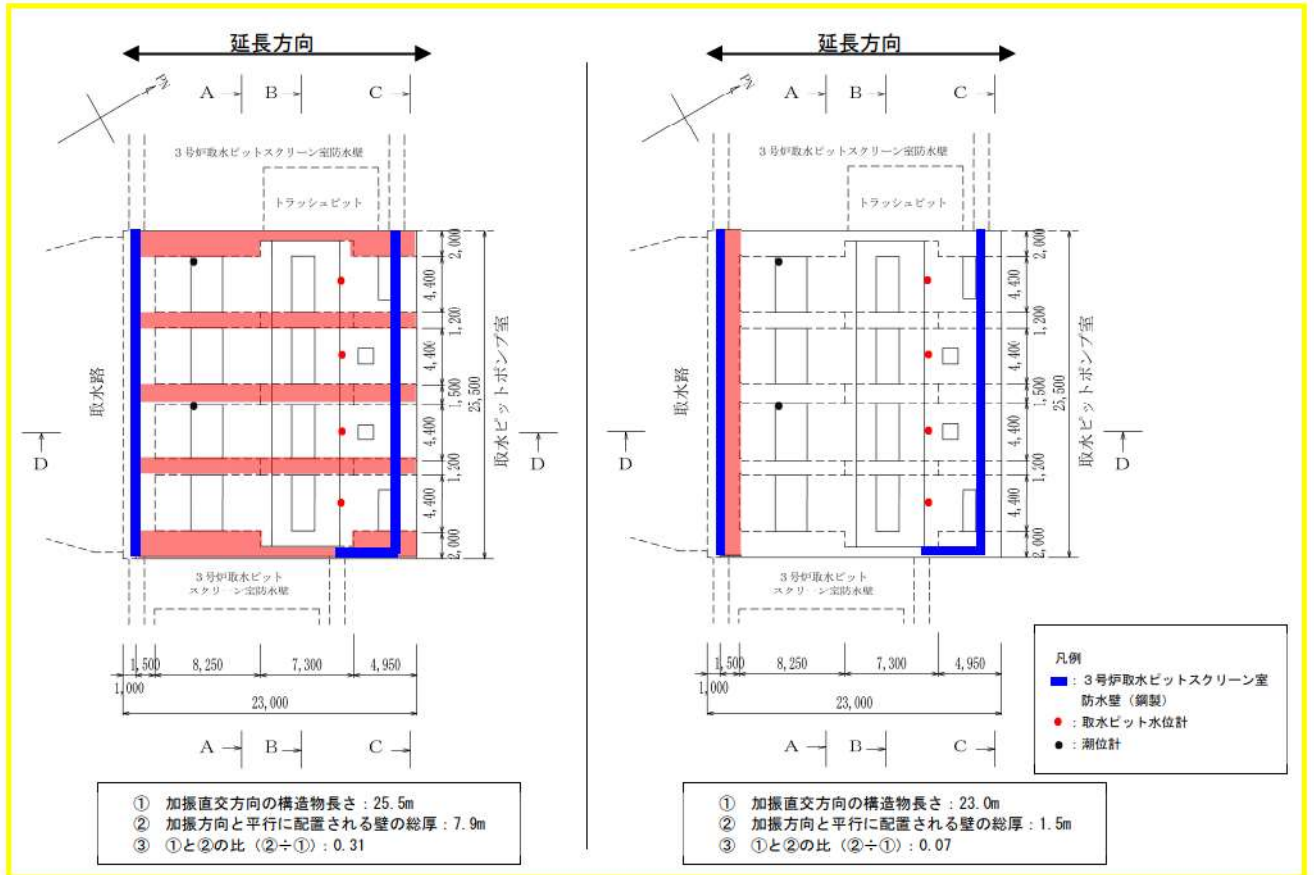 延長方向
PN
A
B
C
3号炉取水ピットスクリーン室防水壁
トラッシュピット
2,000
4,400
1,200
4,400
1,500
4,400
1,200
4,400
2,000
25,500
取水路
取水ピットポンプ室
D
D
3号炉取水ピット
スクリーン室防水壁
1,500
8,250
7,300
4,950
1,000
23,000
A
B
C
① 加振直交方向の構造物長さ：25.5m
② 加振方向と平行に配置される壁の総厚：7.9m
③ ①と②の比（②÷①）：0.31
延長方向
PN
A
B
C
3号炉取水ピットスクリーン室防水壁
トラッシュピット
2,000
4,400
1,200
4,400
1,500
4,400
1,200
4,400
2,000
25,500
取水路
取水ピットポンプ室
D
D
3号炉取水ピット
スクリーン室防水壁
1,500
8,250
7,300
4,950
1,000
23,000
A
B
C
① 加振直交方向の構造物長さ：23.0m
② 加振方向と平行に配置される壁の総厚：1.5m
③ ①と②の比（②÷①）：0.07
凡例
：3号炉取水ピットスクリーン室
防水壁（鋼製）
：取水ピット水位計
：潮位計